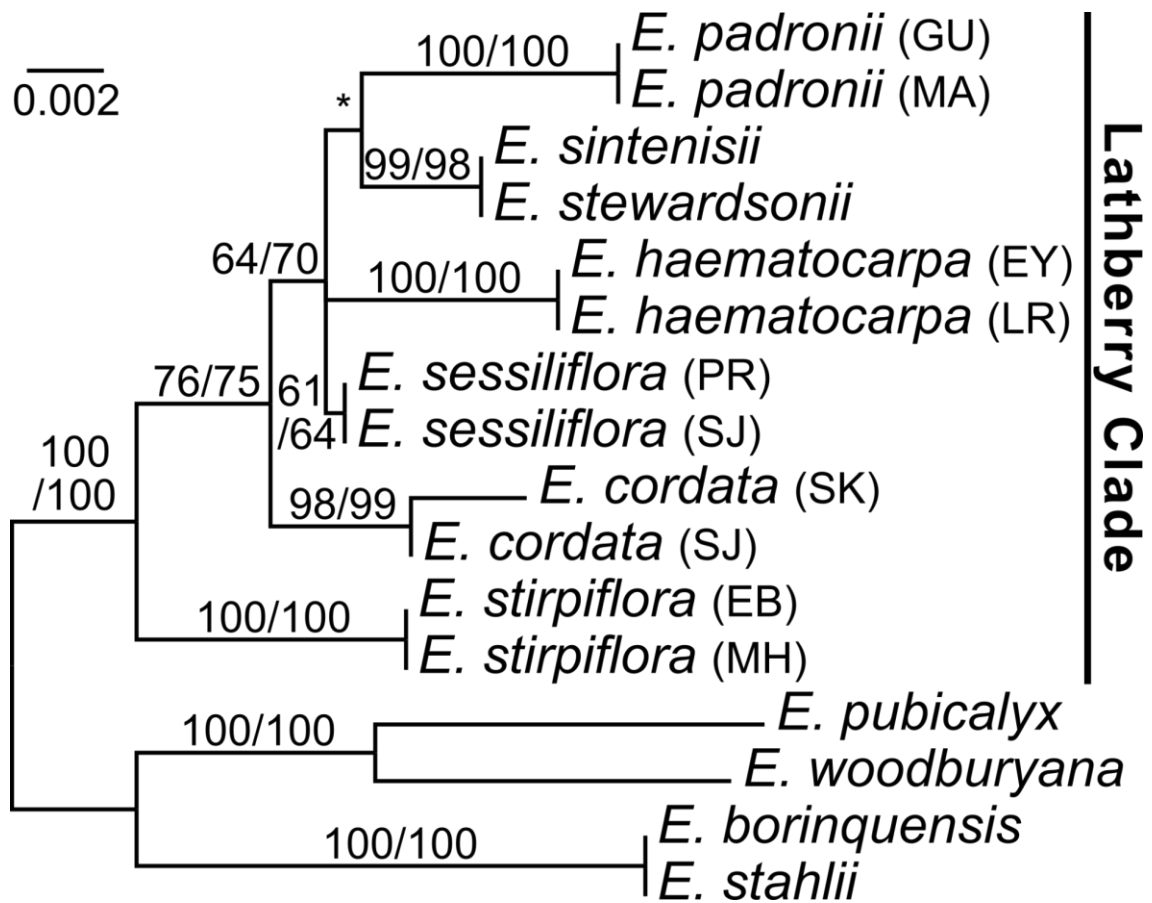 0.002
100/100
E. padronii (GU)
E. padronii (MA)
*
99/98
E. sintenisii
E. stewardsonii
64/70
100/100
E. haematocarpa (EY)
E. haematocarpa (LR)
76/75
61
/64
E. sessiliflora (PR)
E. sessiliflora (SJ)
100
/100
98/99
E. cordata (SK)
E. cordata (SJ)
100/100
E. stirpiflora (EB)
E. stirpiflora (MH)
Lathberry Clade
100/100
E. pubicalyx
E. woodburyana
100/100
E. borinquensis
E. stahlii